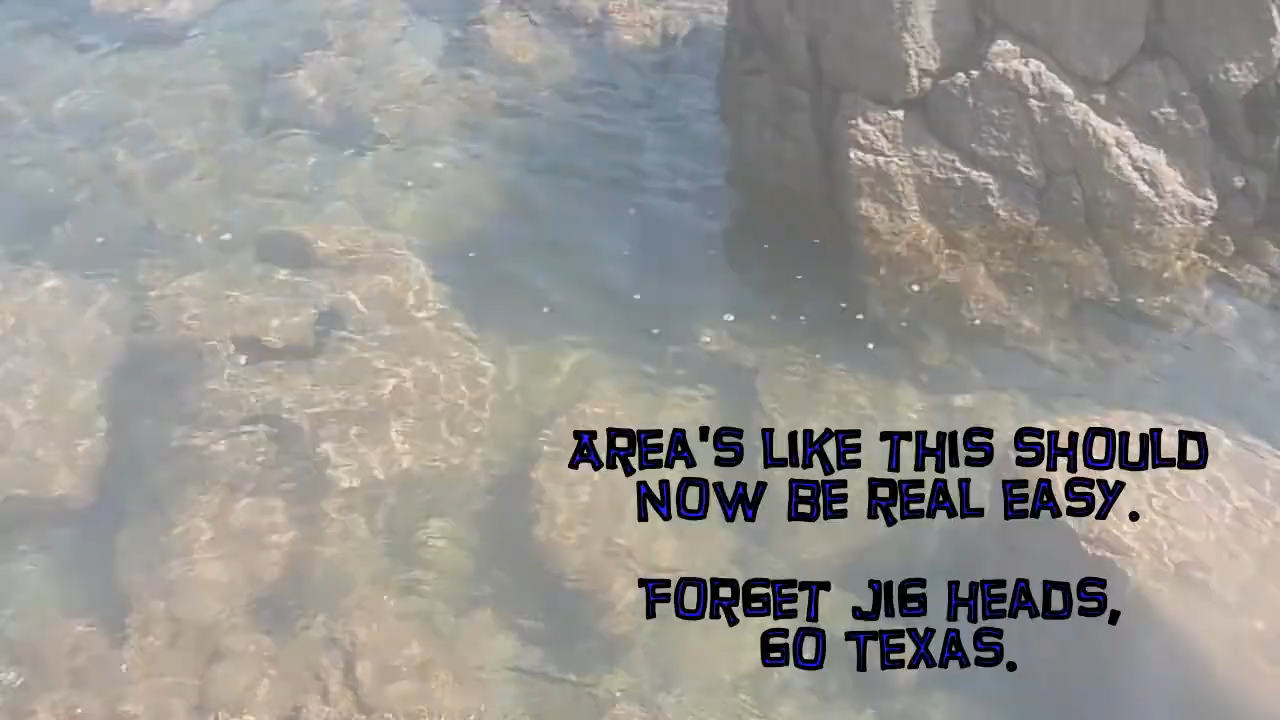 AREA'S LIKE THIS SHOULD
NOW BE REAL EASY.
FORGET JIG HEADS,
GO TEXAS.